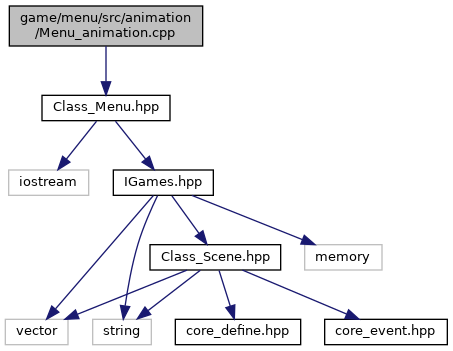 game/menu/src/animation
/Menu_animation.cpp
Class_Menu.hpp
iostream
IGames.hpp
Class_Scene.hpp
memory
vector
string
core_define.hpp
core_event.hpp